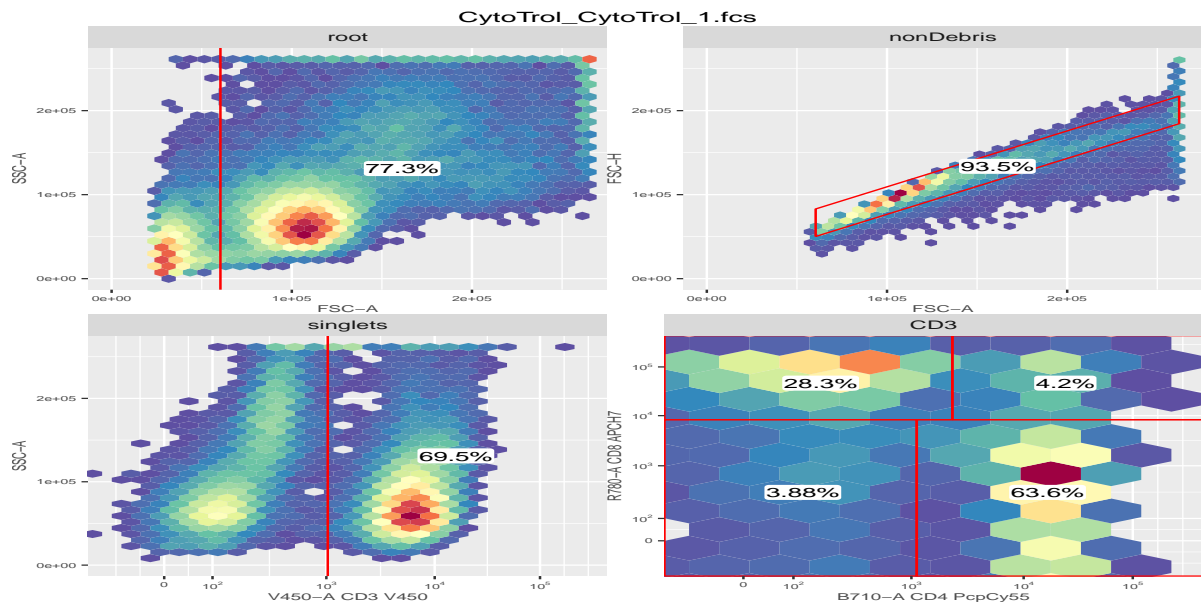 CytoTrol_CytoTrol_1.fcs
root
nonDebris
SSC-A
2e+05
1e+05
0e+00
77.3%
0e+00
1e+05
2e+05
FSC-A
FSC-H
2e+05
1e+05
0e+00
93.5%
0e+00
1e+05
2e+05
FSC-A
singlets
CD3
SSC-A
2e+05
1e+05
0e+00
69.5%
0
10²
10³
10⁴
10⁵
V450-A CD3 V450
R780-A CD8 APCH7
10⁵
10⁴
10³
10²
0
28.3%
4.2%
3.88%
63.6%
0
10²
10³
10⁴
10⁵
B710-A CD4 PcpCy55